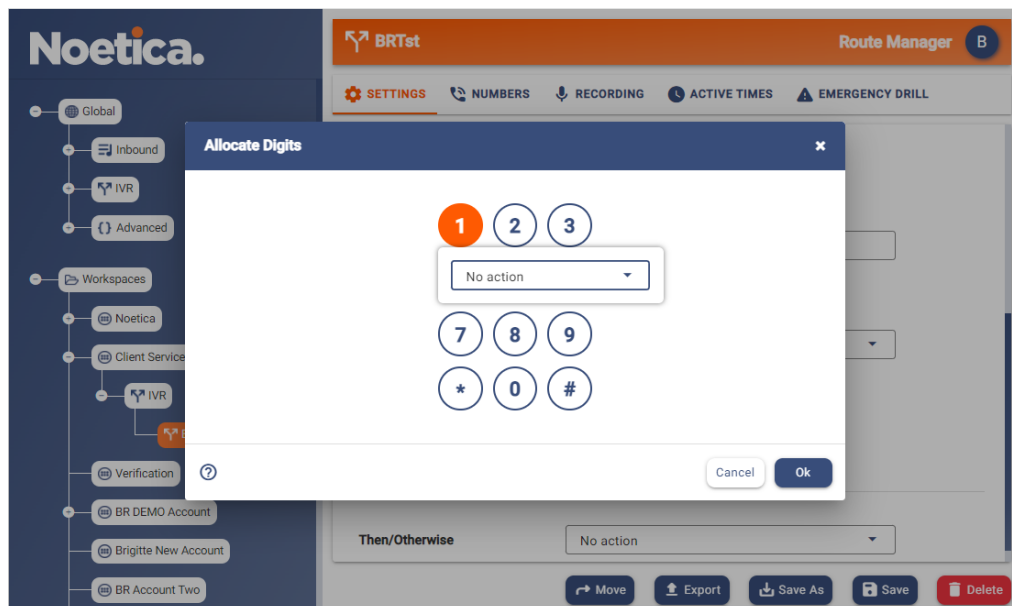 Noetica.
BRTst
Route Manager B
SETTINGS NUMBERS RECORDING ACTIVE TIMES EMERGENCY DRILL
Global
Inbound
IVR
Advanced
Workspaces
Noetica
Client Service
IVR
Verification
BR DEMO Account
Brigitte New Account
BR Account Two
Allocate Digits
1 2 3
No action
7 8 9
* 0 #
Cancel Ok
Then/Otherwise No action
Move Export Save As Save Delete